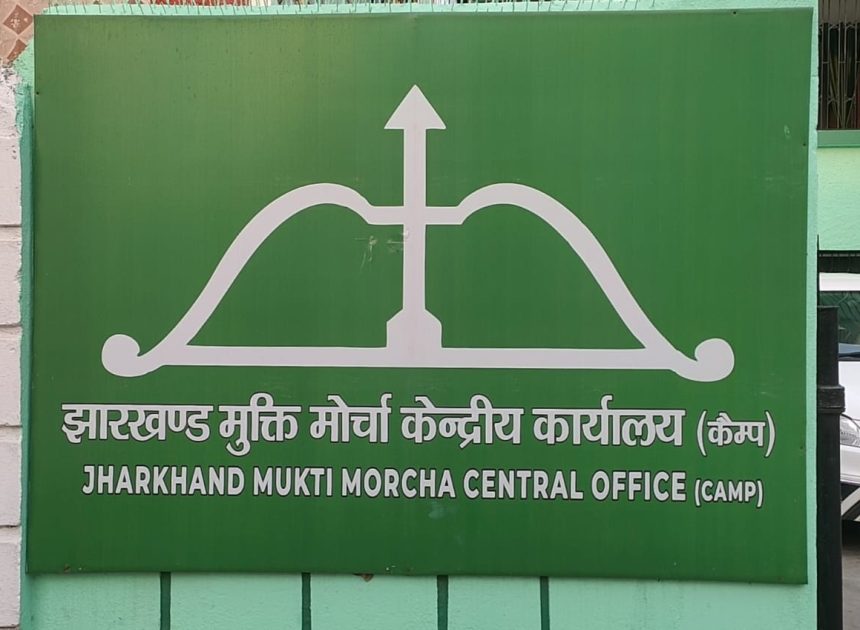 झारखण्ड मुक्ति मोर्चा केन्द्रीय कार्यालय (कैम्प)
JHARKHAND MUKTI MORCHA CENTRAL OFFICE (CAMP)